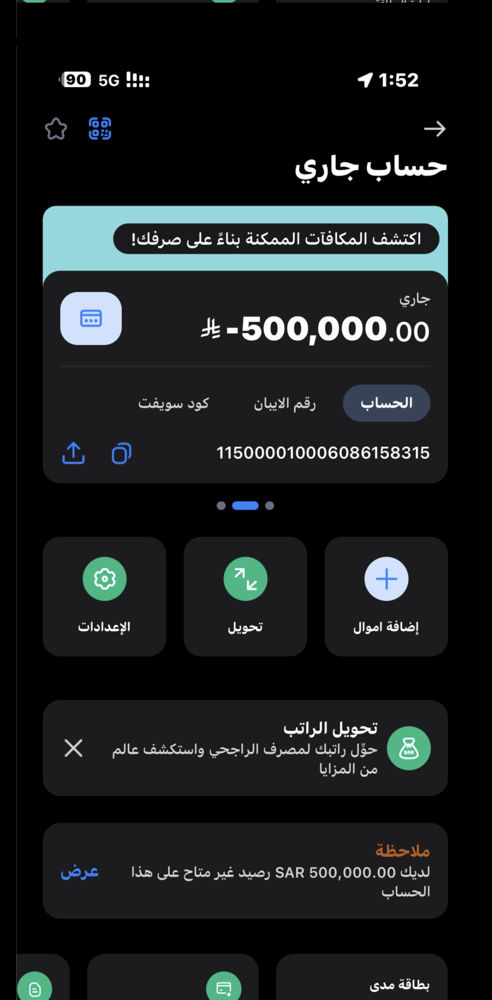 1:52
5G
90
حساب جاري
اكتشف المكافآت الممكنة بناءً على صرفك!
جاري
-500,000.00
الحساب
رقم الايبان
كود سويفت
115000010006086158315
إضافة اموال
تحويل
الإعدادات
تحويل الراتب
حوِّل راتبك لمصرف الراجحي واستكشف عالم
من المزايا
SAR
ملاحظة
لديك SAR 500,000.00 رصيد غير متاح على هذا
الحساب
عرض
بطاقة مدى